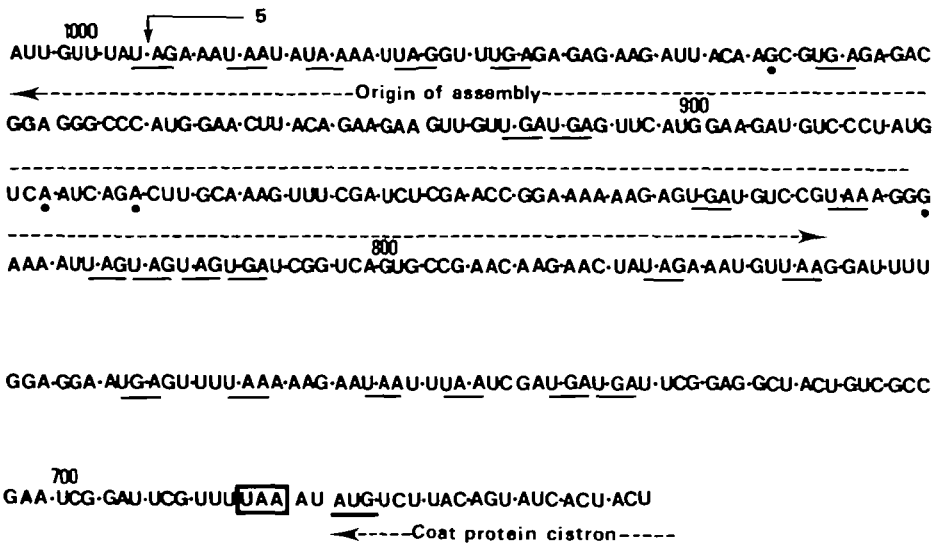 1000 5
AUU·GUU·UAU·AGA·AAU·AAU·AUA·AAA·UUA·GGU·UUG·AGA·GAG·AAG·AUU·ACA·AGC·GUG·AGA·GAC
Origin of assembly
900
GGA·GGG·CCC·AUG·GAA·CUU·ACA·GAA·GAA·GUU·GUU·UGA·UGA·GUU·CAU·GGAA·GAU·GUC·CCU·AUG
UCA·AUC·AGA·CUU·GCA·AAG·UUU·CGA·UCU·CGA·ACC·GGA·AAA·AAG·AGU·GAU·GUC·CGU·AAA·GGG
800
AAA·AUU·AGU·AGU·AGU·GAU·CGG·UCA·GUG·CCG·AAC·AAG·AAC·UAU·AGA·AAU·GUU·AAG·GAU·UUU
GGA·GGA·AUG·AGU·UUU·AAA·AAG·AAU·AAU·UUA·AUC·GAU·GAU·GAU·UCG·GAG·GCU·ACU·GUC·GCC
700
GAA·UCG·GAU·UCG·UUU·UAA AU AUG·UCU·UAC·AGU·AUC·ACU·ACU
Coat protein cistron